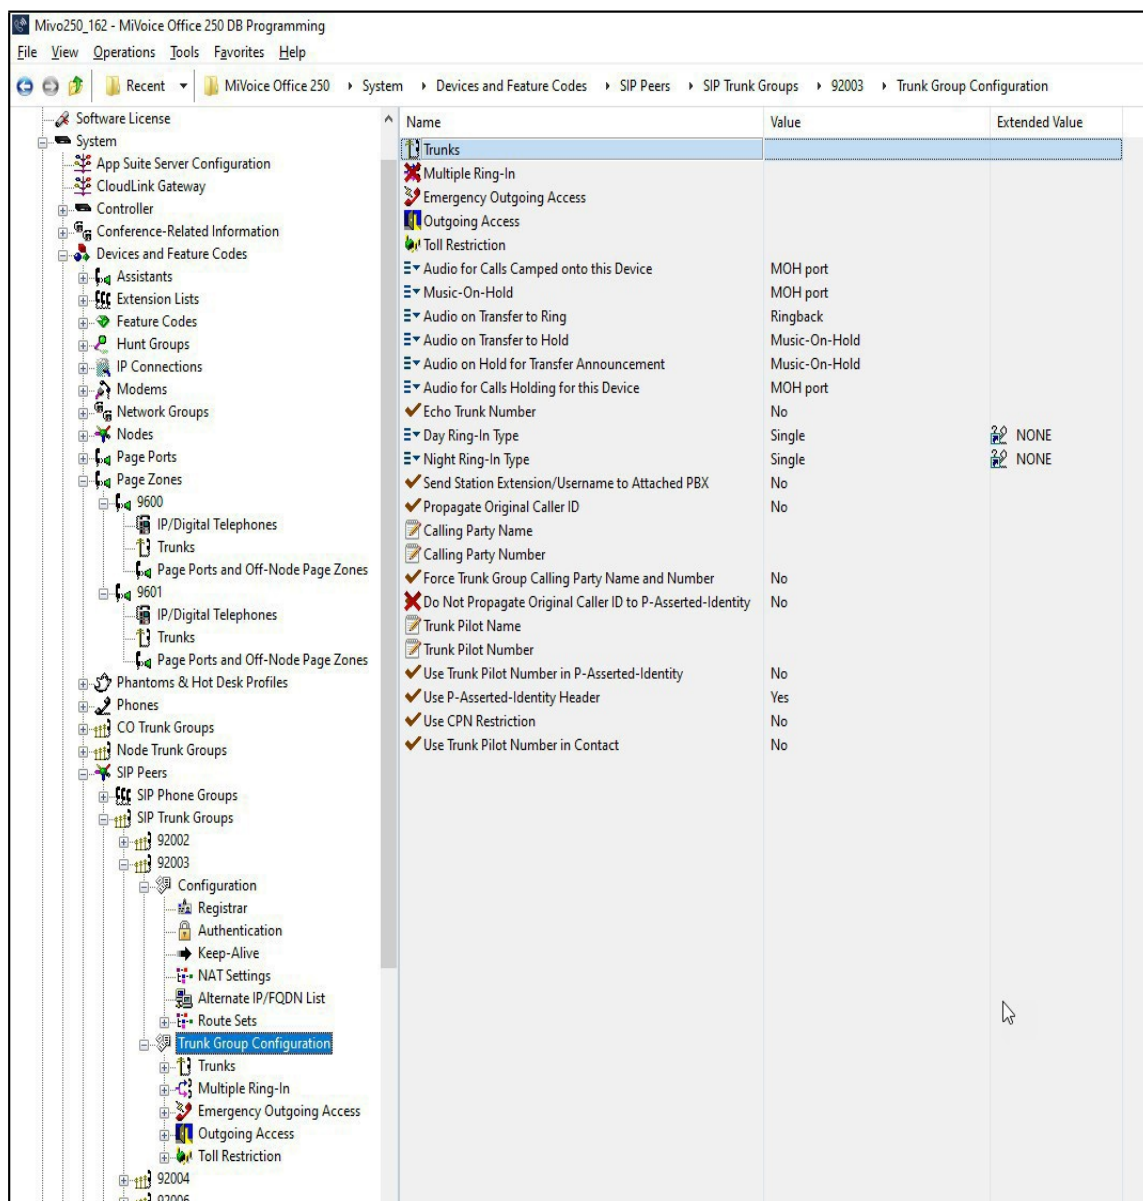 Mivo250_162 - MiVoice Office 250 DB Programming
File View Operations Tools Favorites Help
Recent MiVoice Office 250 System Devices and Feature Codes SIP Peers SIP Trunk Groups 92003 Trunk Group Configuration
Software License
System
App Suite Server Configuration
CloudLink Gateway
Controller
Conference-Related Information
Devices and Feature Codes
Assistants
Extension Lists
Feature Codes
Hunt Groups
IP Connections
Modems
Network Groups
Nodes
Page Ports
Page Zones
9600
IP/Digital Telephones
Trunks
Page Ports and Off-Node Page Zones
9601
IP/Digital Telephones
Trunks
Page Ports and Off-Node Page Zones
Phantoms & Hot Desk Profiles
Phones
CO Trunk Groups
Node Trunk Groups
SIP Peers
SIP Phone Groups
SIP Trunk Groups
92002
92003
Configuration
Registrar
Authentication
Keep-Alive
NAT Settings
Alternate IP/FQDN List
Route Sets
Trunk Group Configuration
Trunks
Multiple Ring-In
Emergency Outgoing Access
Outgoing Access
Toll Restriction
92004
92006
Name Value Extended Value
Trunks
Multiple Ring-In
Emergency Outgoing Access
Outgoing Access
Toll Restriction
Audio for Calls Camped onto this Device MOH port
Music-On-Hold MOH port
Audio on Transfer to Ring Ringback
Audio on Transfer to Hold Music-On-Hold
Audio on Hold for Transfer Announcement Music-On-Hold
Audio for Calls Holding for this Device MOH port
Echo Trunk Number No
Day Ring-In Type Single NONE
Night Ring-In Type Single NONE
Send Station Extension/Username to Attached PBX No
Propagate Original Caller ID No
Calling Party Name
Calling Party Number
Force Trunk Group Calling Party Name and Number No
Do Not Propagate Original Caller ID to P-Asserted-Identity No
Trunk Pilot Name
Trunk Pilot Number
Use Trunk Pilot Number in P-Asserted-Identity No
Use P-Asserted-Identity Header Yes
Use CPN Restriction No
Use Trunk Pilot Number in Contact No